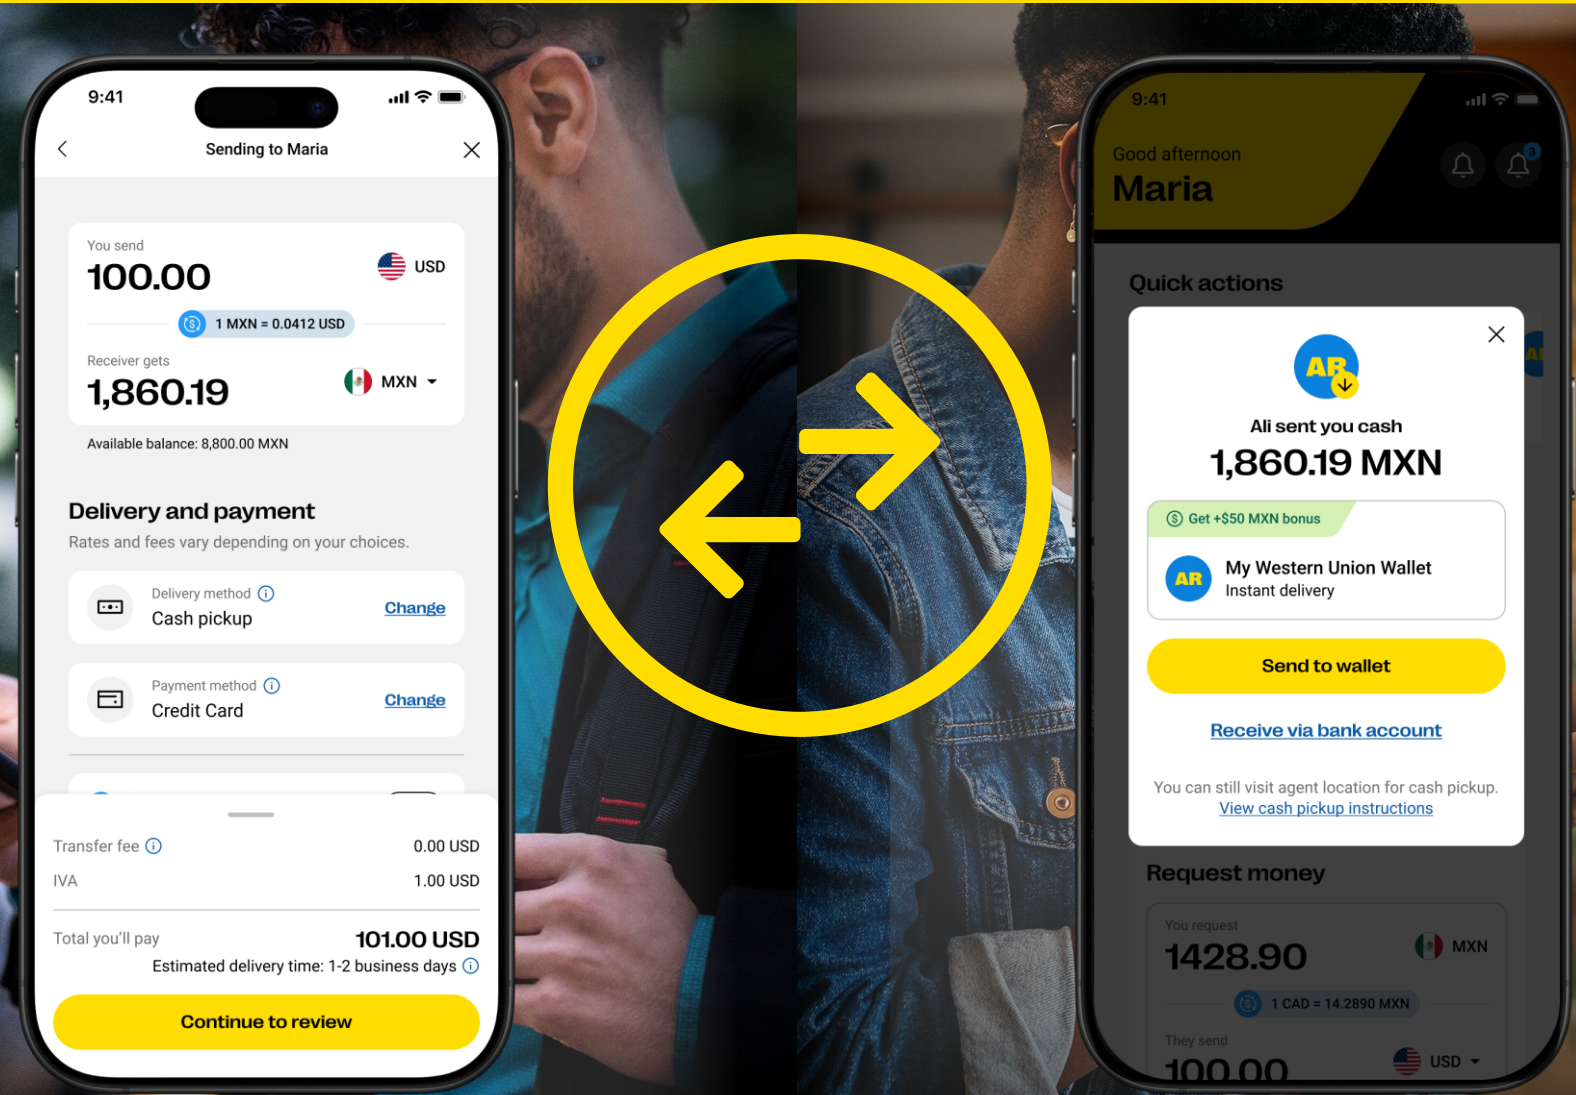 9:41
Sending to Maria
You send
100.00
USD
1 MXN = 0.0412 USD
Receiver gets
1,860.19
MXN
Available balance: 8,800.00 MXN
Delivery and payment
Rates and fees vary depending on your choices.
Delivery method
Cash pickup
Change
Payment method
Credit Card
Change
Transfer fee
0.00 USD
IVA
1.00 USD
Total you'll pay
101.00 USD
Estimated delivery time: 1-2 business days
Continue to review
9:41
Good afternoon
Maria
3
Quick actions
AR
Ali sent you cash
1,860.19 MXN
Get +$50 MXN bonus
AR
My Western Union Wallet
Instant delivery
Send to wallet
Receive via bank account
You can still visit agent location for cash pickup.
View cash pickup instructions
Request money
You request
1428.90
MXN
1 CAD = 14.2890 MXN
They send
100.00
USD